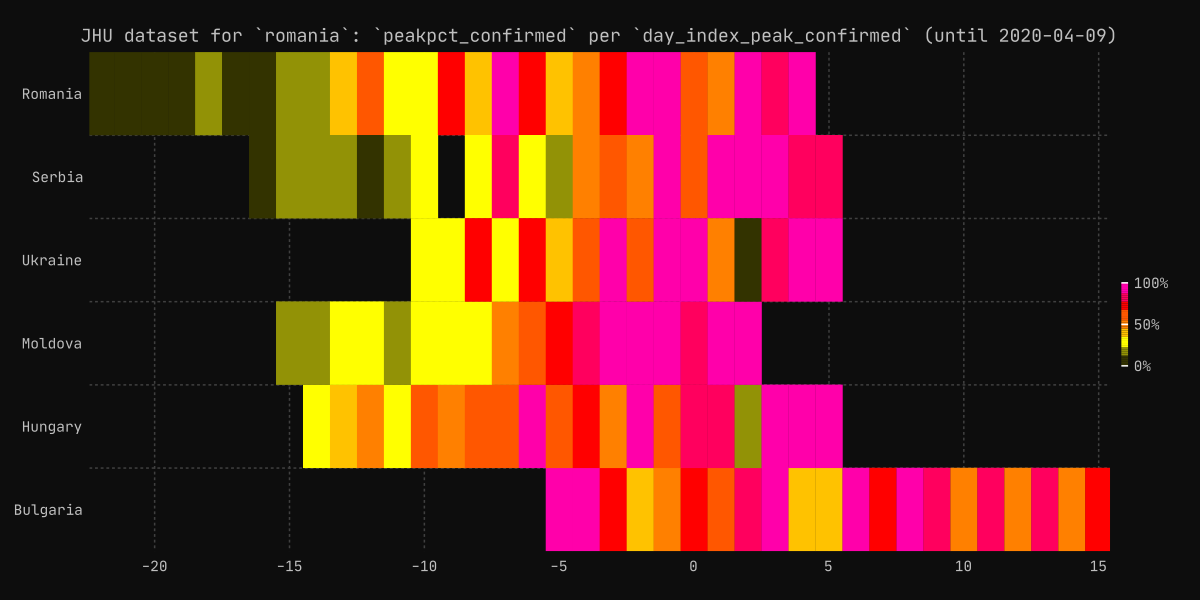 JHU dataset for `romania`: `peakpct_confirmed` per `day_index_peak_confirmed` (until 2020-04-09)
Romania
Serbia
Ukraine
Moldova
Hungary
Bulgaria
100%
50%
0%
−20 −15 −10 −5 0 5 10 15